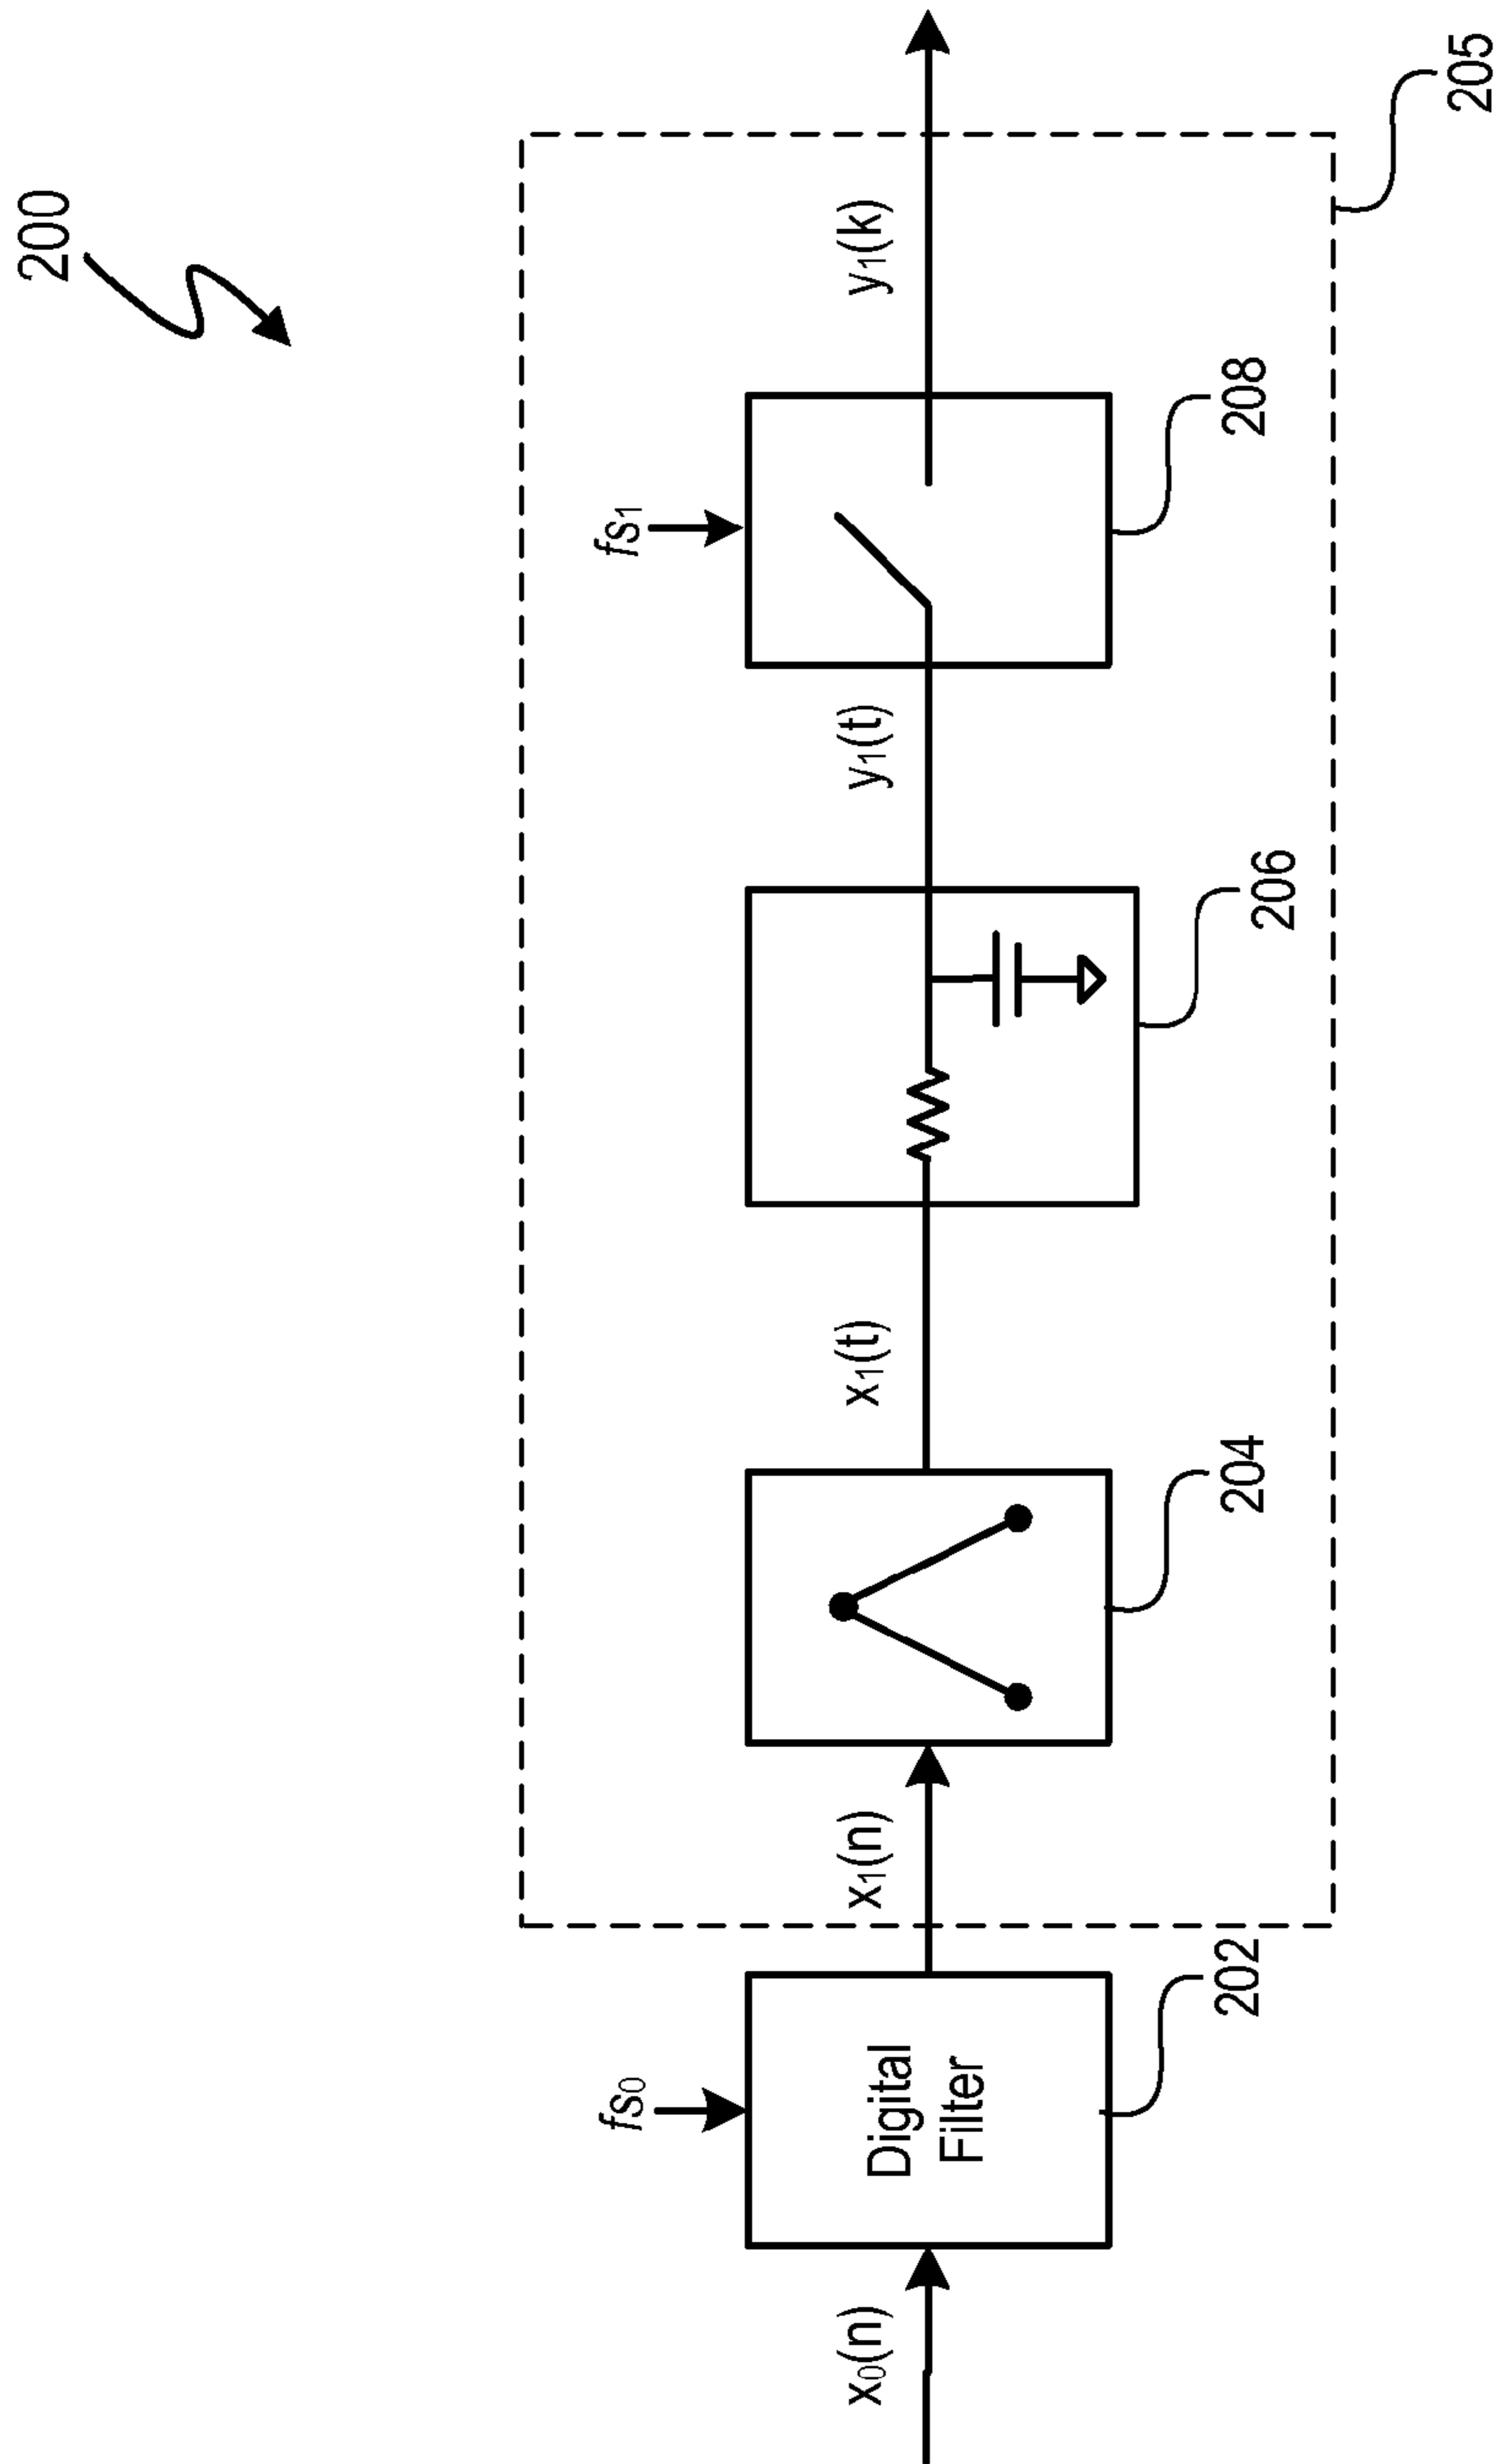 200
fs₀
fs₁
x₀(n)
Digital
Filter
x₁(n)
x₁(t)
y₁(t)
y₁(k)
202
204
206
208
205